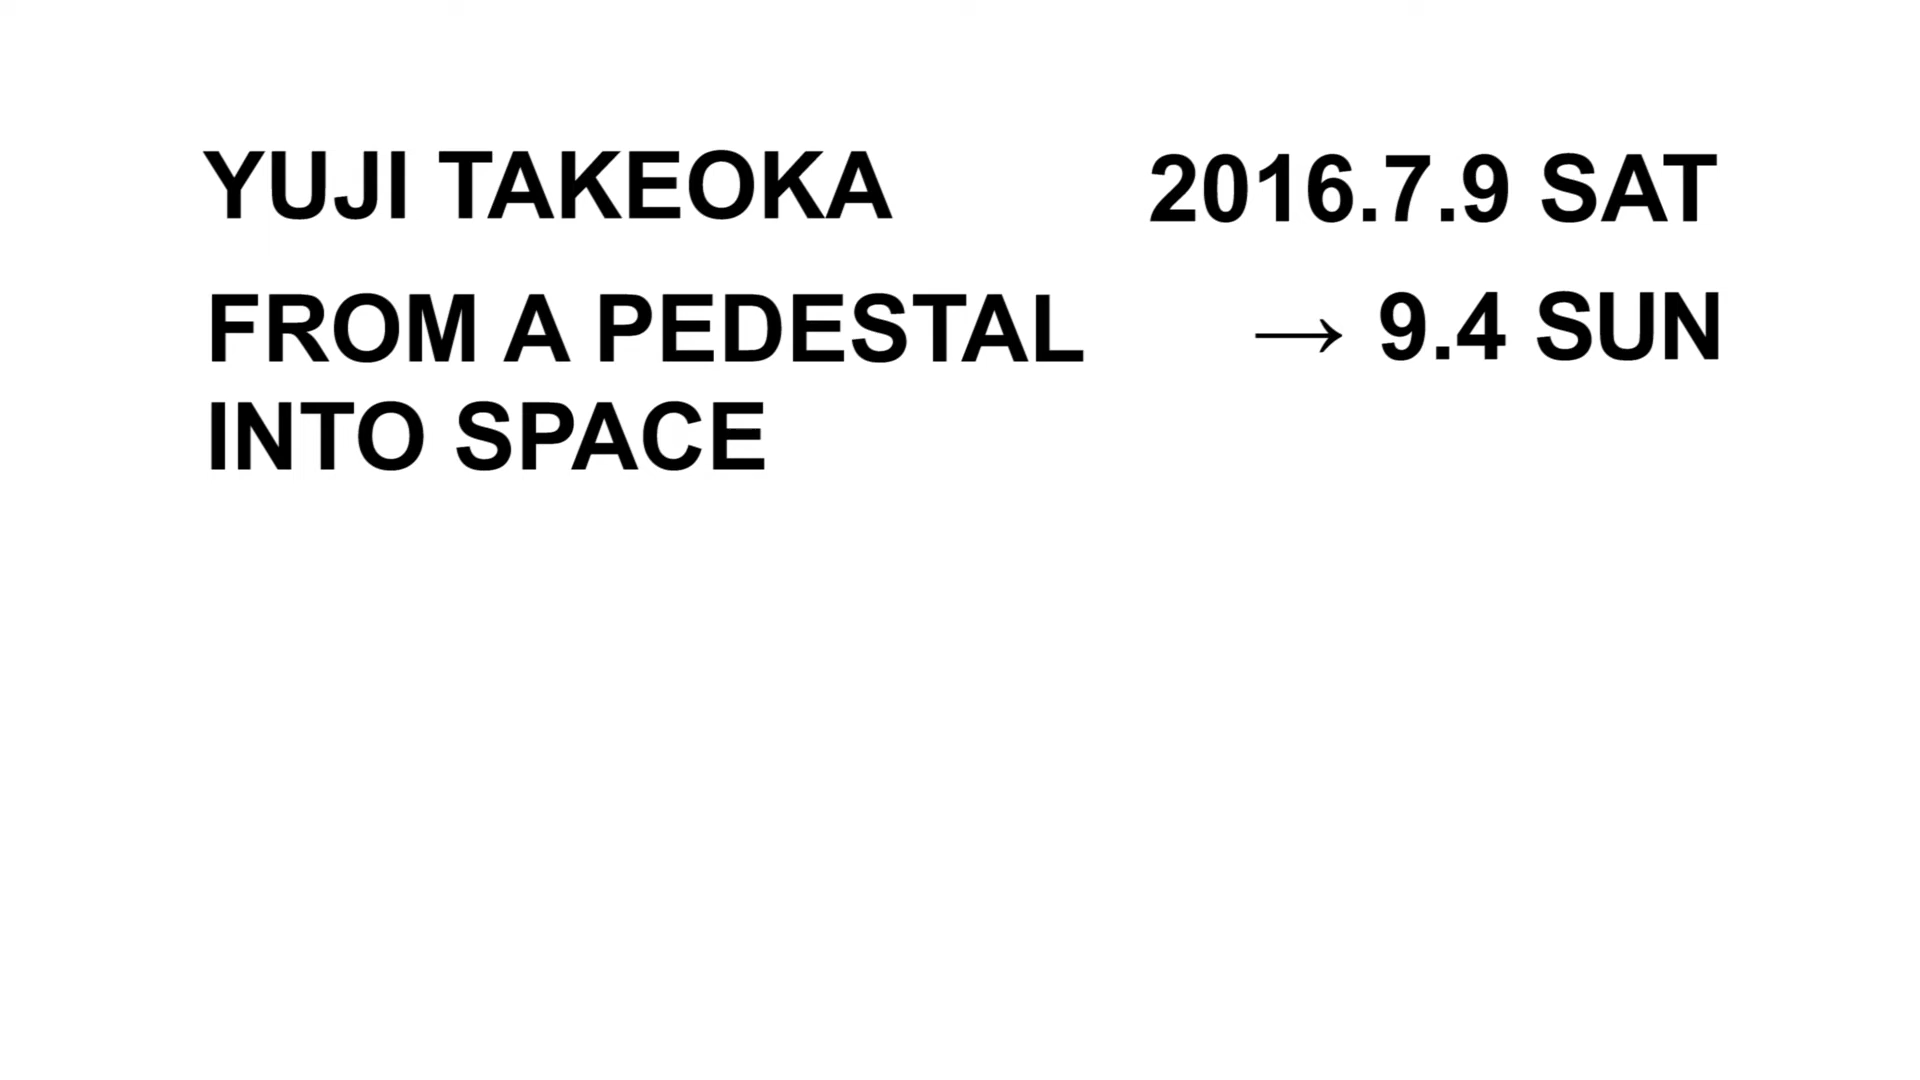 YUJI TAKEOKA
FROM A PEDESTAL
INTO SPACE
2016.7.9 SAT
→ 9.4 SUN